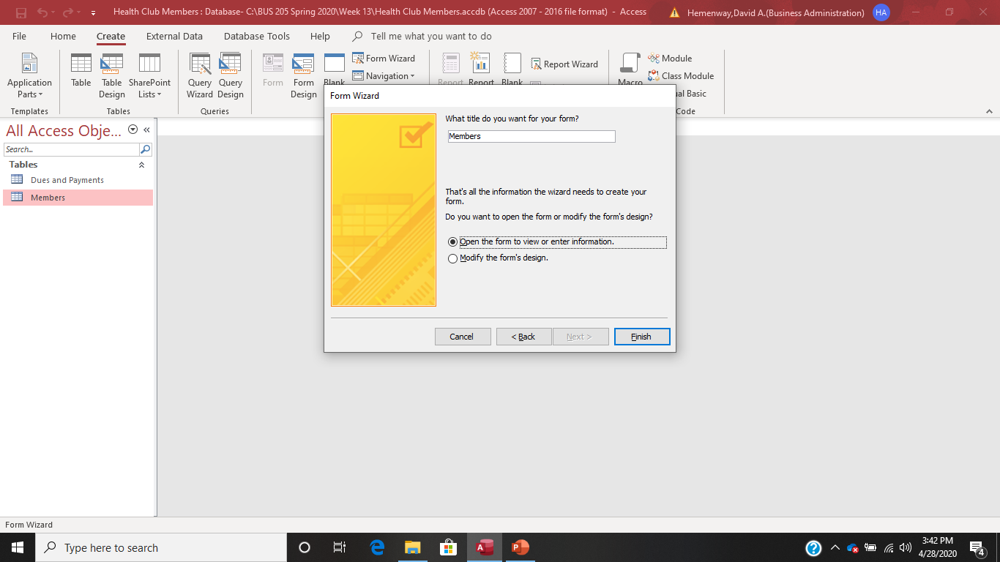 Health Club Members : Database- C:\BUS 205 Spring 2020\Week 13\Health Club Members.accdb (Access 2007 - 2016 file format) - Access
Hemenway,David A.(Business Administration)
HA
File Home Create External Data Database Tools Help Tell me what you want to do
Application Parts
Templates
Table
Table Design
SharePoint Lists
Tables
Query Wizard
Query Design
Queries
Form
Form Design
Blank
Form Wizard
Navigation
Report
Report
Blank
Report Wizard
Macro
Module
Class Module
ual Basic
Code
All Access Obje...
Search...
Tables
Dues and Payments
Members
Form Wizard
What title do you want for your form?
Members
That's all the information the wizard needs to create your
form.
Do you want to open the form or modify the form's design?
Open the form to view or enter information.
Modify the form's design.
Cancel
< Back
Next >
Finish
Form Wizard
Type here to search
3:42 PM
4/28/2020
4